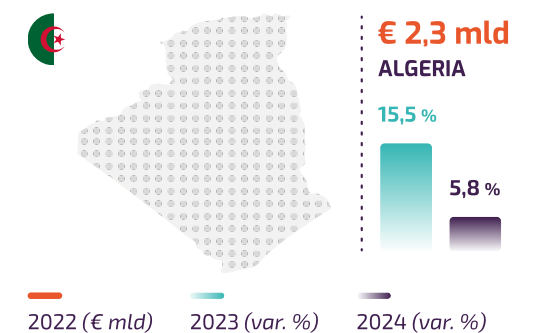 € 2,3 mld
ALGERIA
15,5 %
5,8 %
2022 (€ mld)
2023 (var. %)
2024 (var. %)